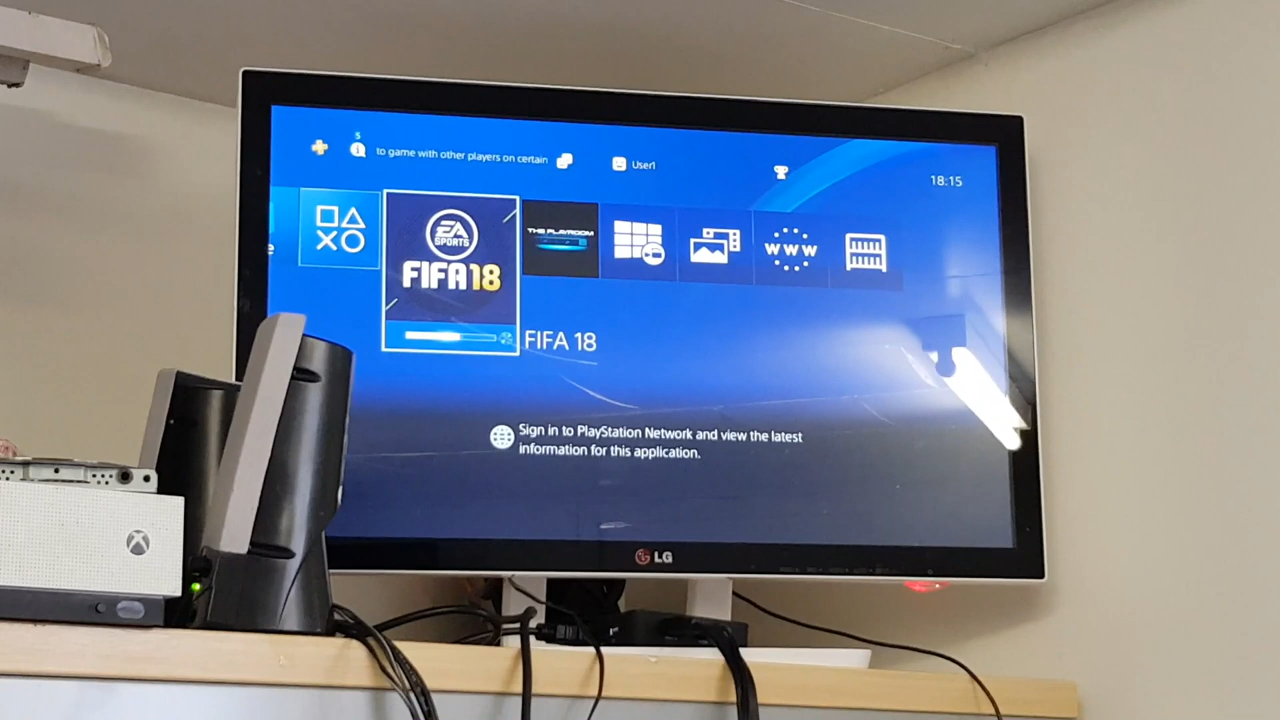 5
to game with other players on certain
User1
18:15
e
EA
SPORTS
FIFA 18
THE PLAYROOM
WWW
FIFA 18
Sign in to PlayStation Network and view the latest
information for this application.
LG